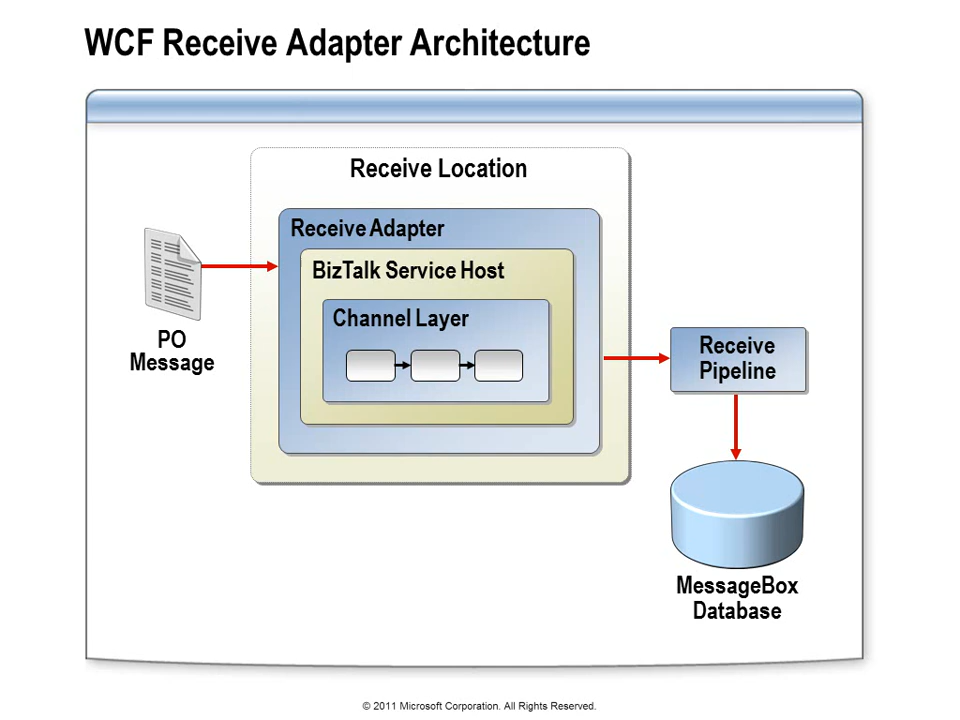 WCF Receive Adapter Architecture
Receive Location
Receive Adapter
BizTalk Service Host
Channel Layer
PO
Message
Receive
Pipeline
MessageBox
Database
© 2011 Microsoft Corporation. All Rights Reserved.